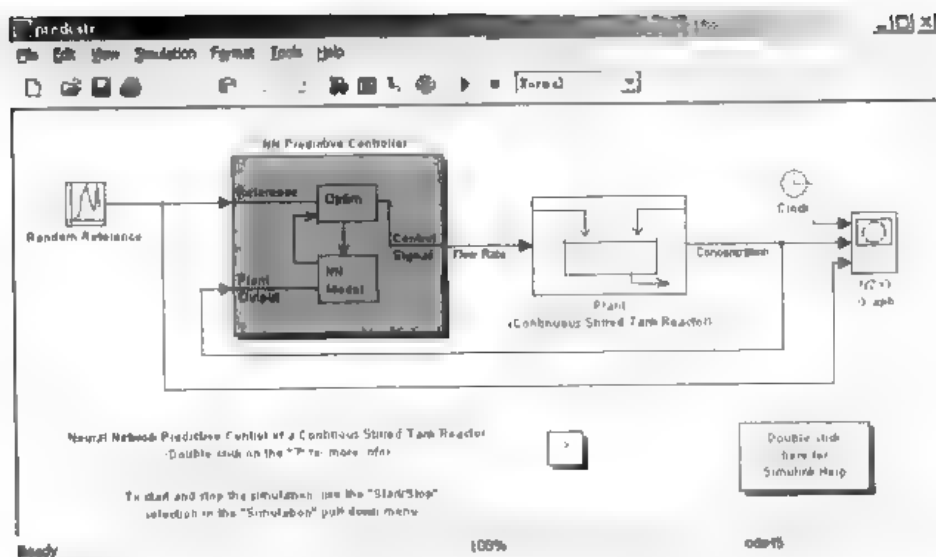 predcstr
File Edit View Simulation Format Tools Help
Normal
NN Predictive Controller
Reference
Optim.
Clock
Random Reference
Control
Signal
Flow Rate
Concentration
Plant
Output
NN
Model
X(2Y)
Graph
Plant
(Continuous Stirred Tank Reactor)
Neural Network Predictive Control of a Continuous Stirred Tank Reactor
(Double click on the "?" for more info)
?
Double click
here for
Simulink Help
To start and stop the simulation, use the "Start/Stop"
selection in the "Simulation" pull-down menu
Ready
100%
ode45